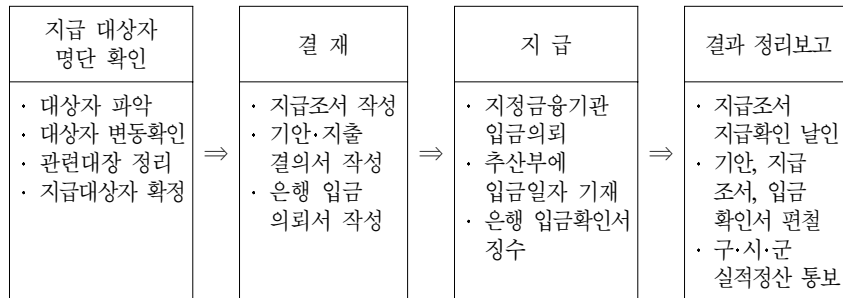 지급 대상자
명단 확인
· 대상자 파악
· 대상자 변동확인
· 관련대장 정리
· 지급대상자 확정
⇒
결 재
· 지급조서 작성
· 기안·지출
결의서 작성
· 은행 입금
의뢰서 작성
⇒
지 급
· 지정금융기관
입금의뢰
· 추산부에
입금일자 기재
· 은행 입금확인서
징수
⇒
결과 정리보고
· 지급조서
지급확인 날인
· 기안, 지급
조서, 입금
확인서 편철
· 구·시·군
실적정산 통보